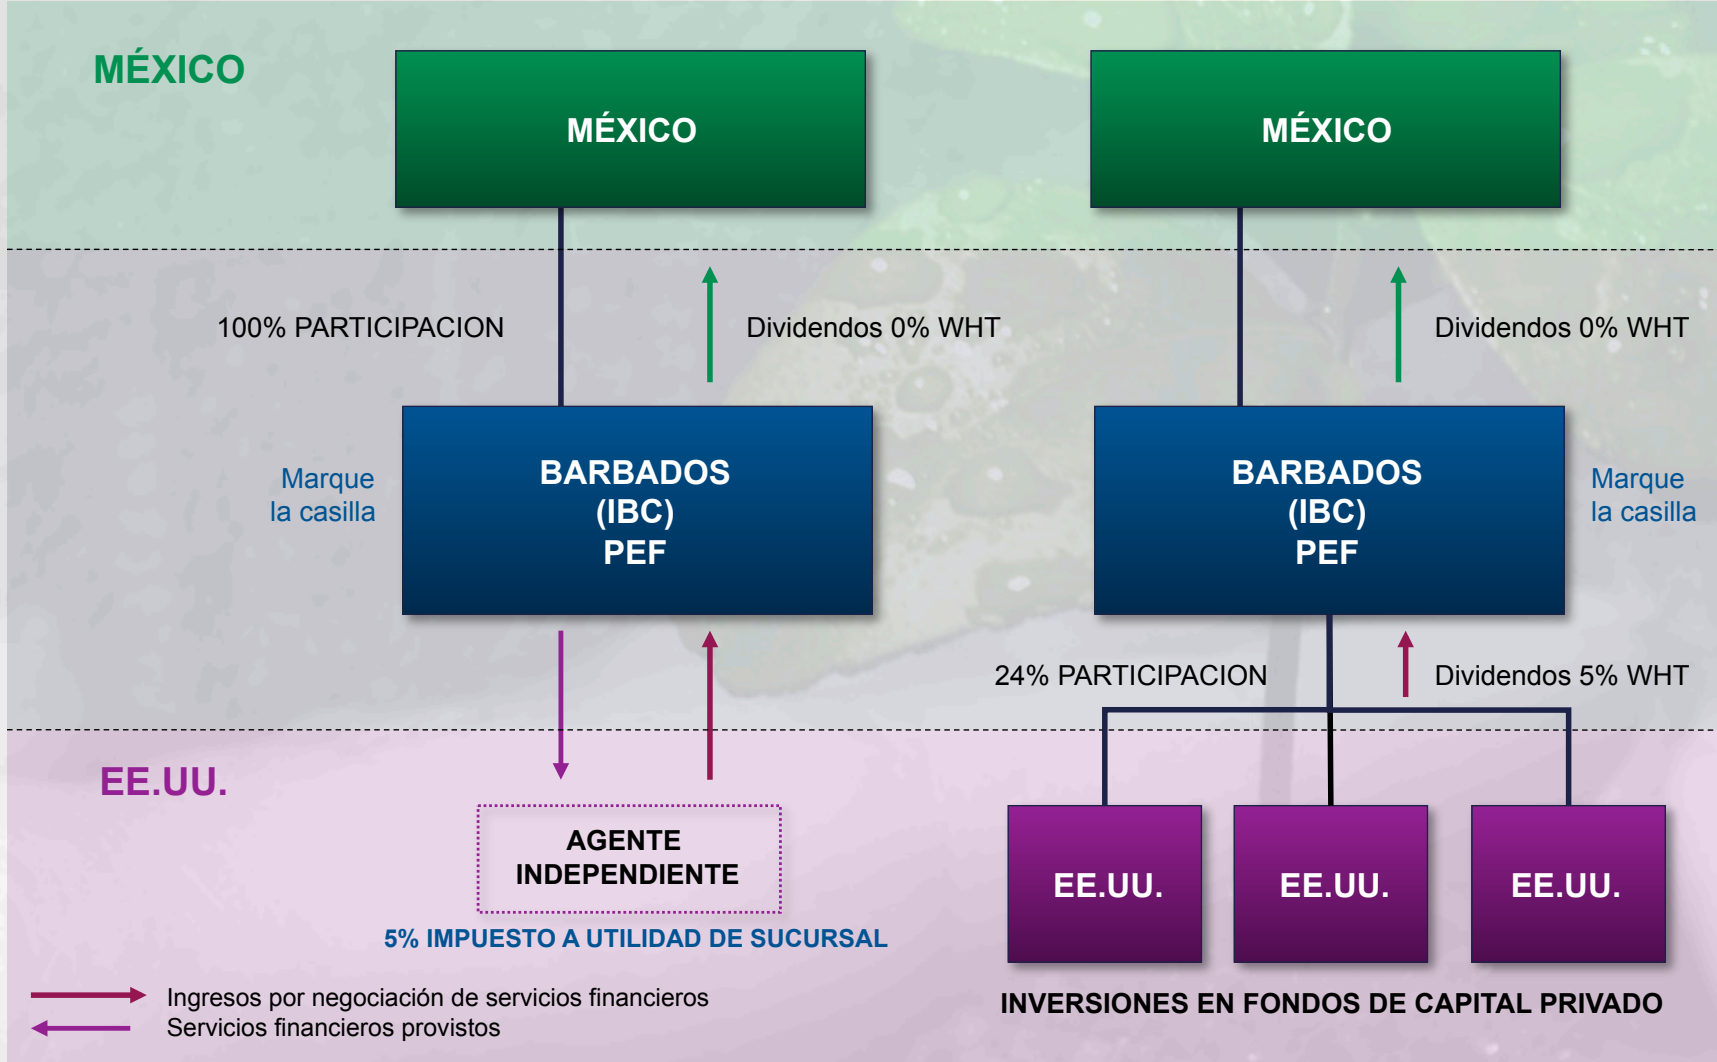 MÉXICO
MÉXICO
MÉXICO
100% PARTICIPACION
Dividendos 0% WHT
Dividendos 0% WHT
Marque
la casilla
BARBADOS
(IBC)
PEF
BARBADOS
(IBC)
PEF
Marque
la casilla
24% PARTICIPACION
Dividendos 5% WHT
EE.UU.
AGENTE
INDEPENDIENTE
5% IMPUESTO A UTILIDAD DE SUCURSAL
EE.UU.
EE.UU.
EE.UU.
INVERSIONES EN FONDOS DE CAPITAL PRIVADO
Ingresos por negociación de servicios financieros
Servicios financieros provistos